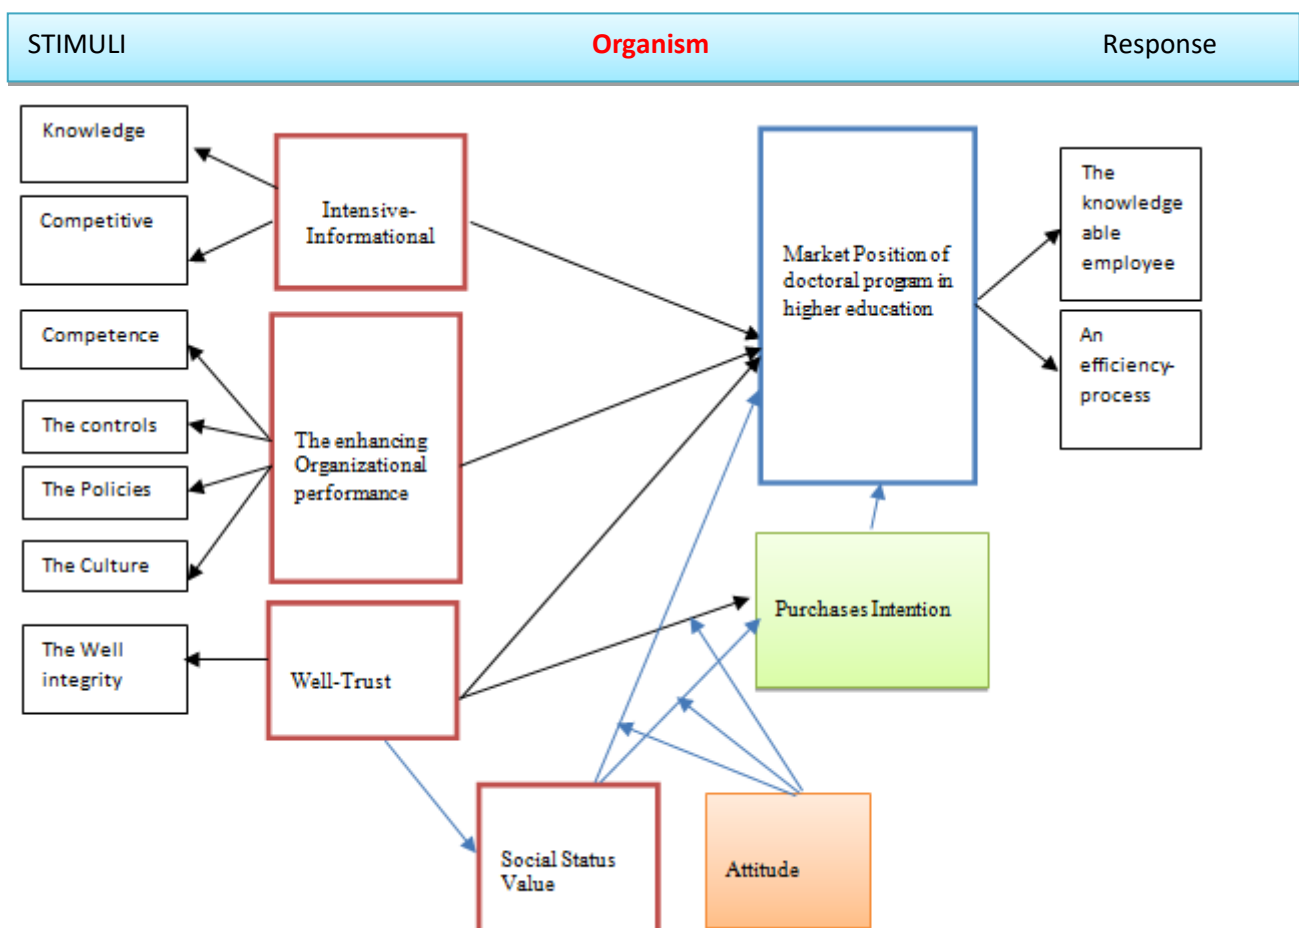 STIMULI
Organism
Response
Knowledge
Competitive
Intensive-
Informational
Market Position of
doctoral program in
higher education
The
knowledge
able
employee
An
efficiency-
process
Competence
The controls
The Policies
The Culture
The enhancing
Organizational
performance
The Well
integrity
Well-Trust
Purchases Intention
Social Status
Value
Attitude